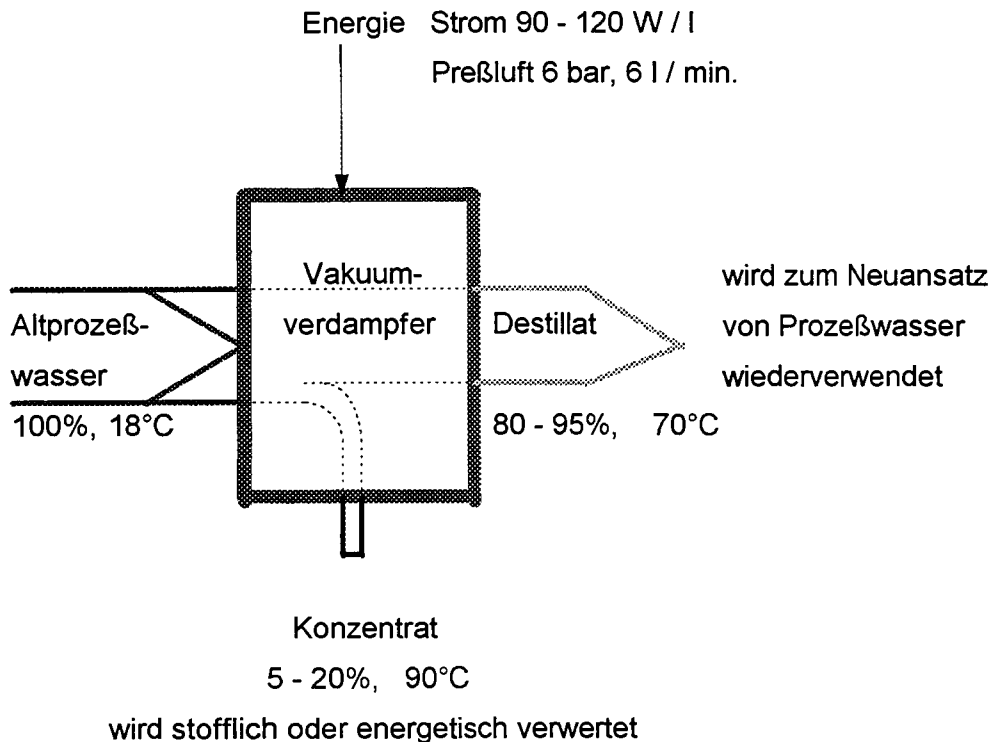 Energie Strom 90 - 120 W / l
Preßluft 6 bar, 6 l / min.
Vakuum-
verdampfer
Altprozeß-
wasser
100%, 18°C
Destillat
80 - 95%, 70°C
wird zum Neuansatz
von Prozeßwasser
wiederverwendet
Konzentrat
5 - 20%, 90°C
wird stofflich oder energetisch verwertet